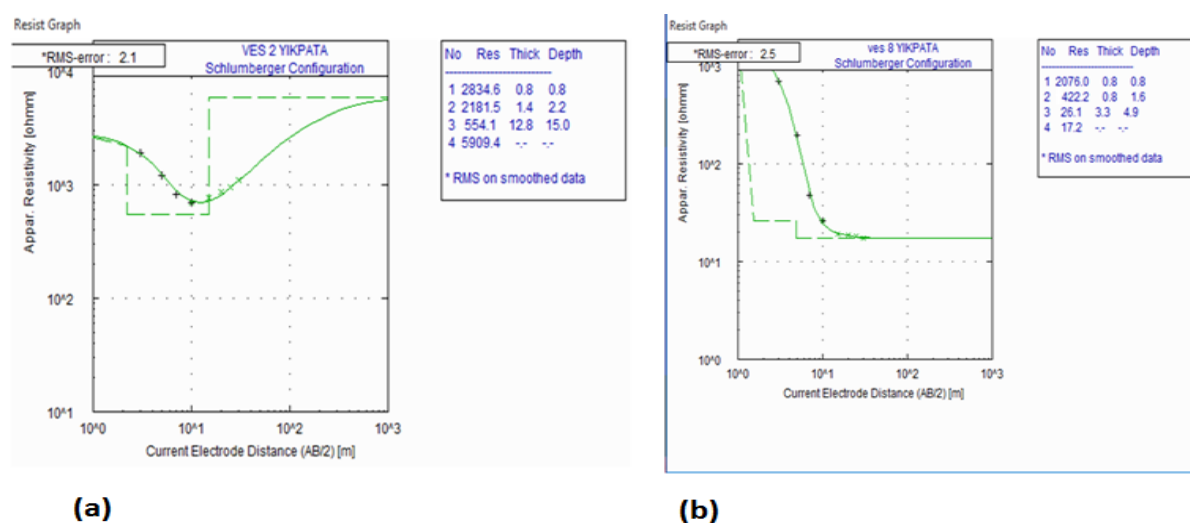 Resist Graph
*RMS-error : 2.1
VES 2 YIKPATA
Schlumberger Configuration
10^4
10^3
10^2
10^1
Appar. Resistivity [ohmm]
10^0 10^1 10^2 10^3
Current Electrode Distance (AB/2) [m]
No Res Thick Depth
------------------------
1 2834.6 0.8 0.8
2 2181.5 1.4 2.2
3 554.1 12.8 15.0
4 5909.4 -.- -.-
* RMS on smoothed data
(a)
Resist Graph
*RMS-error : 2.5
ves 8 YIKPATA
Schlumberger Configuration
10^3
10^2
10^1
10^0
Appar. Resistivity [ohmm]
10^0 10^1 10^2 10^3
Current Electrode Distance (AB/2) [m]
No Res Thick Depth
------------------------
1 2076.0 0.8 0.8
2 422.2 0.8 1.6
3 26.1 3.3 4.9
4 17.2 -.- -.-
* RMS on smoothed data
(b)